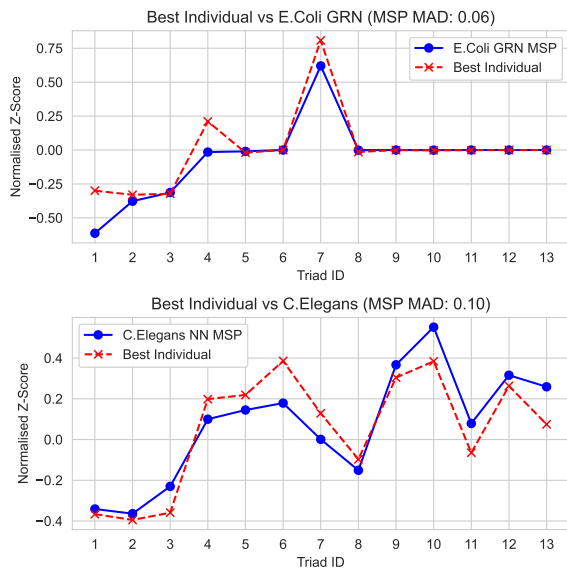 Best Individual vs E.Coli GRN (MSP MAD: 0.06)
Normalised Z-Score
0.75
0.50
0.25
0.00
−0.25
−0.50
E.Coli GRN MSP
Best Individual
1 2 3 4 5 6 7 8 9 10 11 12 13
Triad ID
Best Individual vs C.Elegans (MSP MAD: 0.10)
Normalised Z-Score
0.4
0.2
0.0
−0.2
−0.4
C.Elegans NN MSP
Best Individual
1 2 3 4 5 6 7 8 9 10 11 12 13
Triad ID